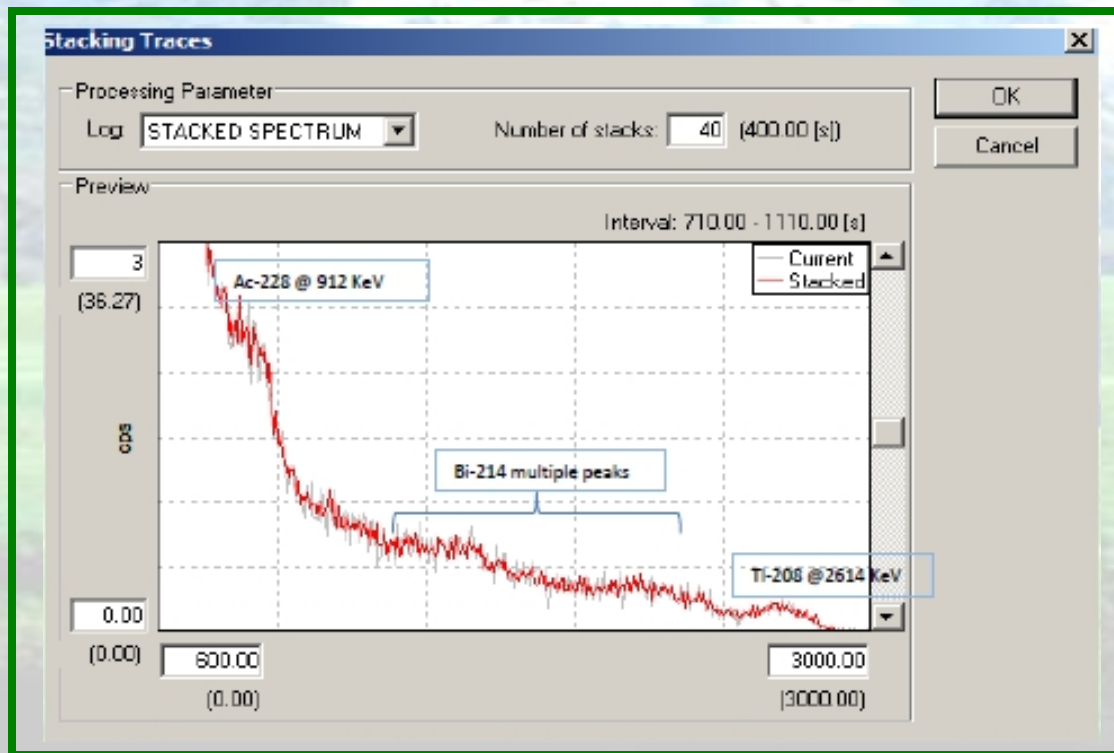 Stacking Traces
Processing Parameter
Log: STACKED SPECTRUM
Number of stacks: 40 (400.00 [s])
OK
Cancel
Preview
Interval: 710.00 - 1110.00 [s]
3
(36.27)
Current
Stacked
Ac-228 @ 912 KeV
cps
Bi-214 multiple peaks
Tl-208 @2614 KeV
0.00
(0.00)
600.00
3000.00
(0.00)
(3000.00)